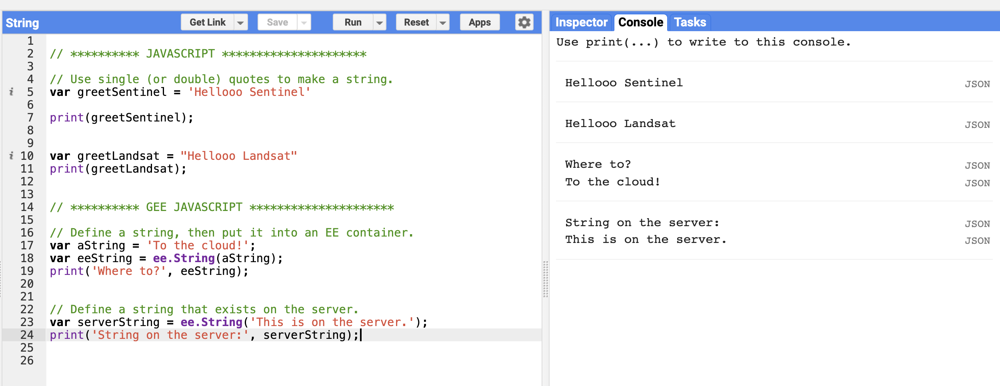 String
Get Link
Save
Run
Reset
Apps
1
2 // ********** JAVASCRIPT *********************
3
4 // Use single (or double) quotes to make a string.
i 5 var greetSentinel = 'Hellooo Sentinel'
6
7 print(greetSentinel);
8
9
i 10 var greetLandsat = "Hellooo Landsat"
11 print(greetLandsat);
12
13
14 // ********** GEE JAVASCRIPT *********************
15
16 // Define a string, then put it into an EE container.
17 var aString = 'To the cloud!';
18 var eeString = ee.String(aString);
19 print('Where to?', eeString);
20
21
22 // Define a string that exists on the server.
23 var serverString = ee.String('This is on the server.');
24 print('String on the server:', serverString);
25
26
Inspector
Console
Tasks
Use print(...) to write to this console.
Hellooo Sentinel JSON
Hellooo Landsat JSON
Where to? JSON
To the cloud! JSON
String on the server: JSON
This is on the server. JSON